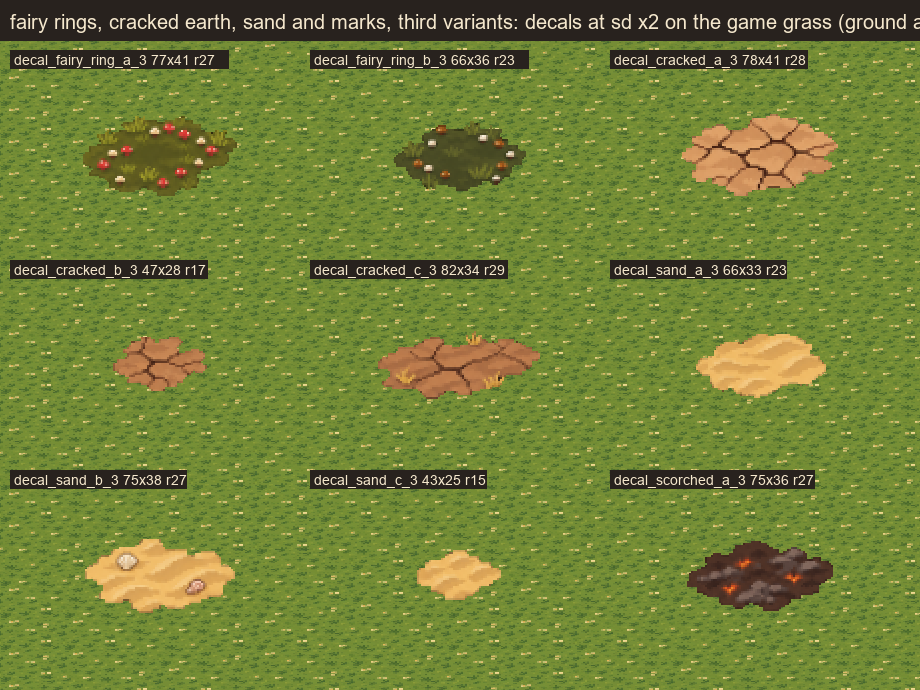 fairy rings, cracked earth, sand and marks, third variants: decals at sd x2 on the game grass (ground a
decal_fairy_ring_a_3 77x41 r27
decal_fairy_ring_b_3 66x36 r23
decal_cracked_a_3 78x41 r28
decal_cracked_b_3 47x28 r17
decal_cracked_c_3 82x34 r29
decal_sand_a_3 66x33 r23
decal_sand_b_3 75x38 r27
decal_sand_c_3 43x25 r15
decal_scorched_a_3 75x36 r27